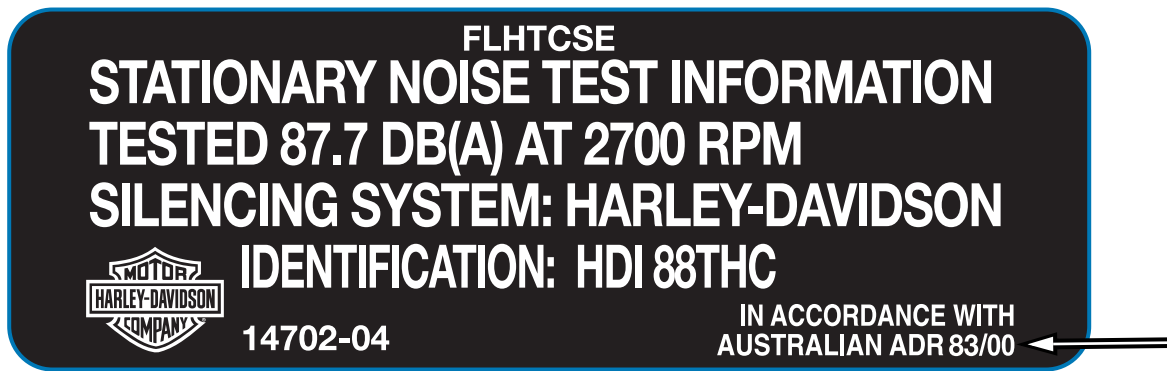 FLHTCSE
STATIONARY NOISE TEST INFORMATION
TESTED 87.7 DB(A) AT 2700 RPM
SILENCING SYSTEM: HARLEY-DAVIDSON
IDENTIFICATION: HDI 88THC
MOTOR
HARLEY-DAVIDSON
COMPANY
14702-04
IN ACCORDANCE WITH
AUSTRALIAN ADR 83/00